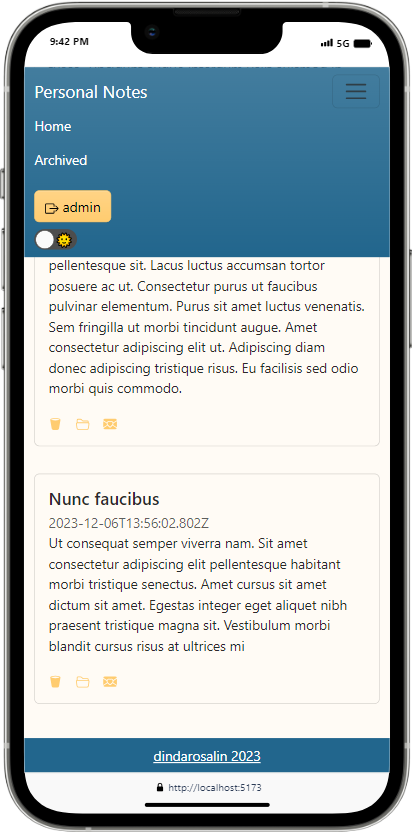 9:42 PM
5G
Personal Notes
Home
Archived
admin
pellentesque sit. Lacus luctus accumsan tortor
posuere ac ut. Consectetur purus ut faucibus
pulvinar elementum. Purus sit amet luctus venenatis.
Sem fringilla ut morbi tincidunt augue. Amet
consectetur adipiscing elit ut. Adipiscing diam
donec adipiscing tristique risus. Eu facilisis sed odio
morbi quis commodo.
Nunc faucibus
2023-12-06T13:56:02.802Z
Ut consequat semper viverra nam. Sit amet
consectetur adipiscing elit pellentesque habitant
morbi tristique senectus. Amet cursus sit amet
dictum sit amet. Egestas integer eget aliquet nibh
praesent tristique magna sit. Vestibulum morbi
blandit cursus risus at ultrices mi
dindarosalin 2023
http://localhost:5173